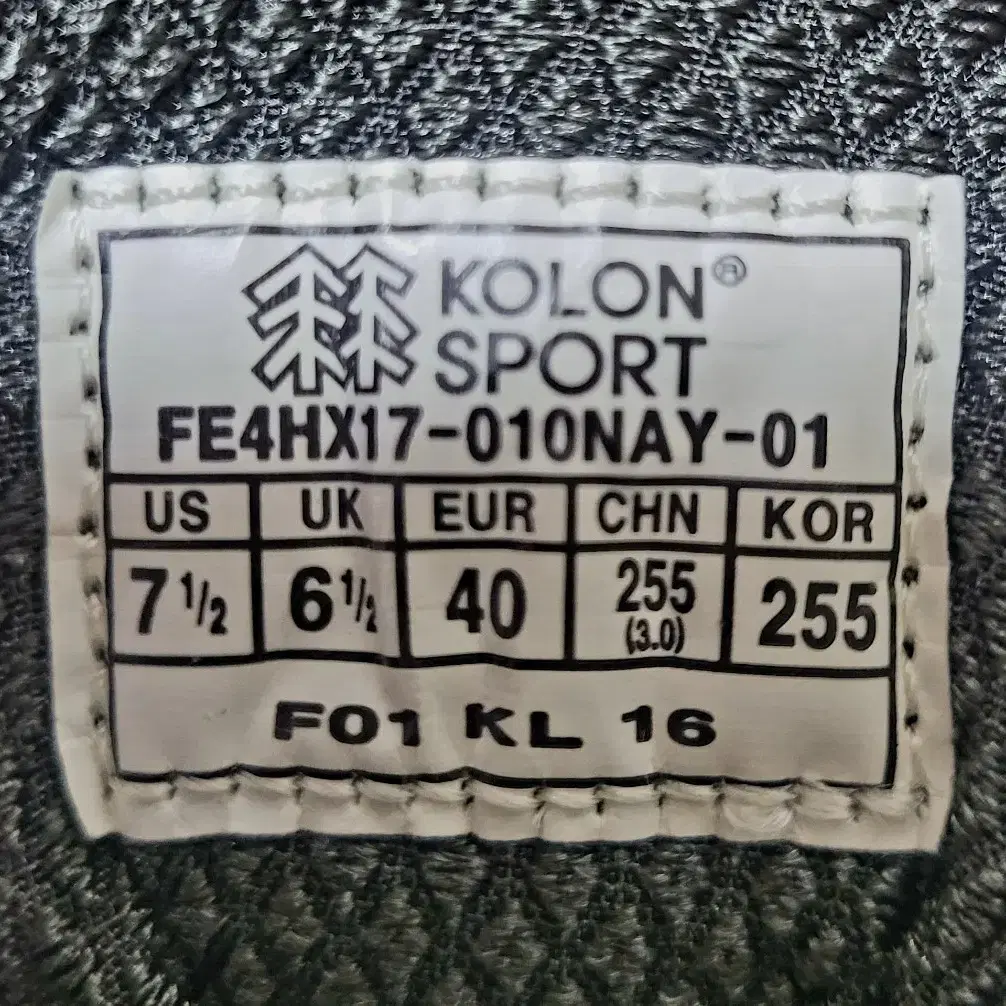 KOLON®
SPORT
FE4HX17-010NAY-01
US UK EUR CHN KOR
7 1/2 6 1/2 40 255 (3.0) 255
F01 KL 16